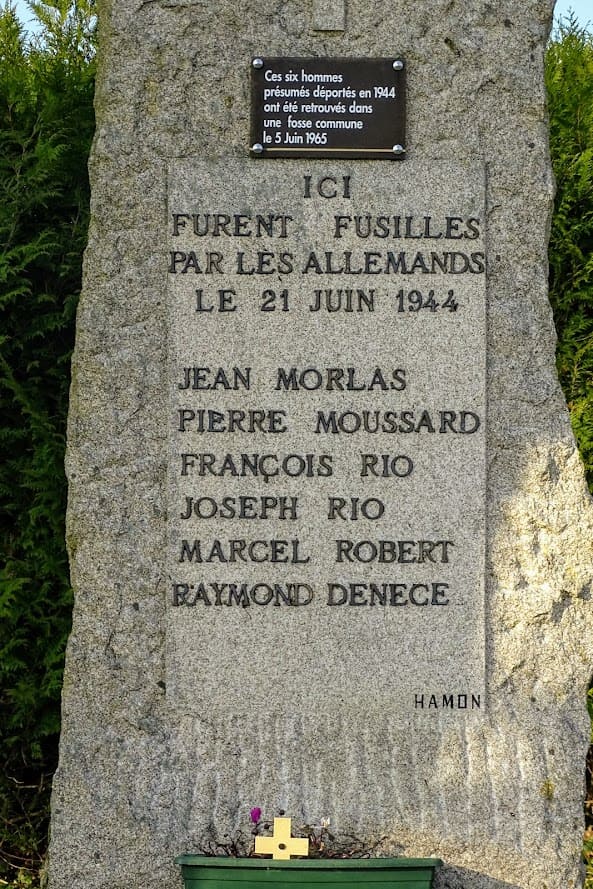 Ces six hommes
présumés déportés en 1944
ont été retrouvés dans
une fosse commune
le 5 Juin 1965
ICI
FURENT FUSILLES
PAR LES ALLEMANDS
LE 21 JUIN 1944
JEAN MORLAS
PIERRE MOUSSARD
FRANÇOIS RIO
JOSEPH RIO
MARCEL ROBERT
RAYMOND DENECE
HAMON